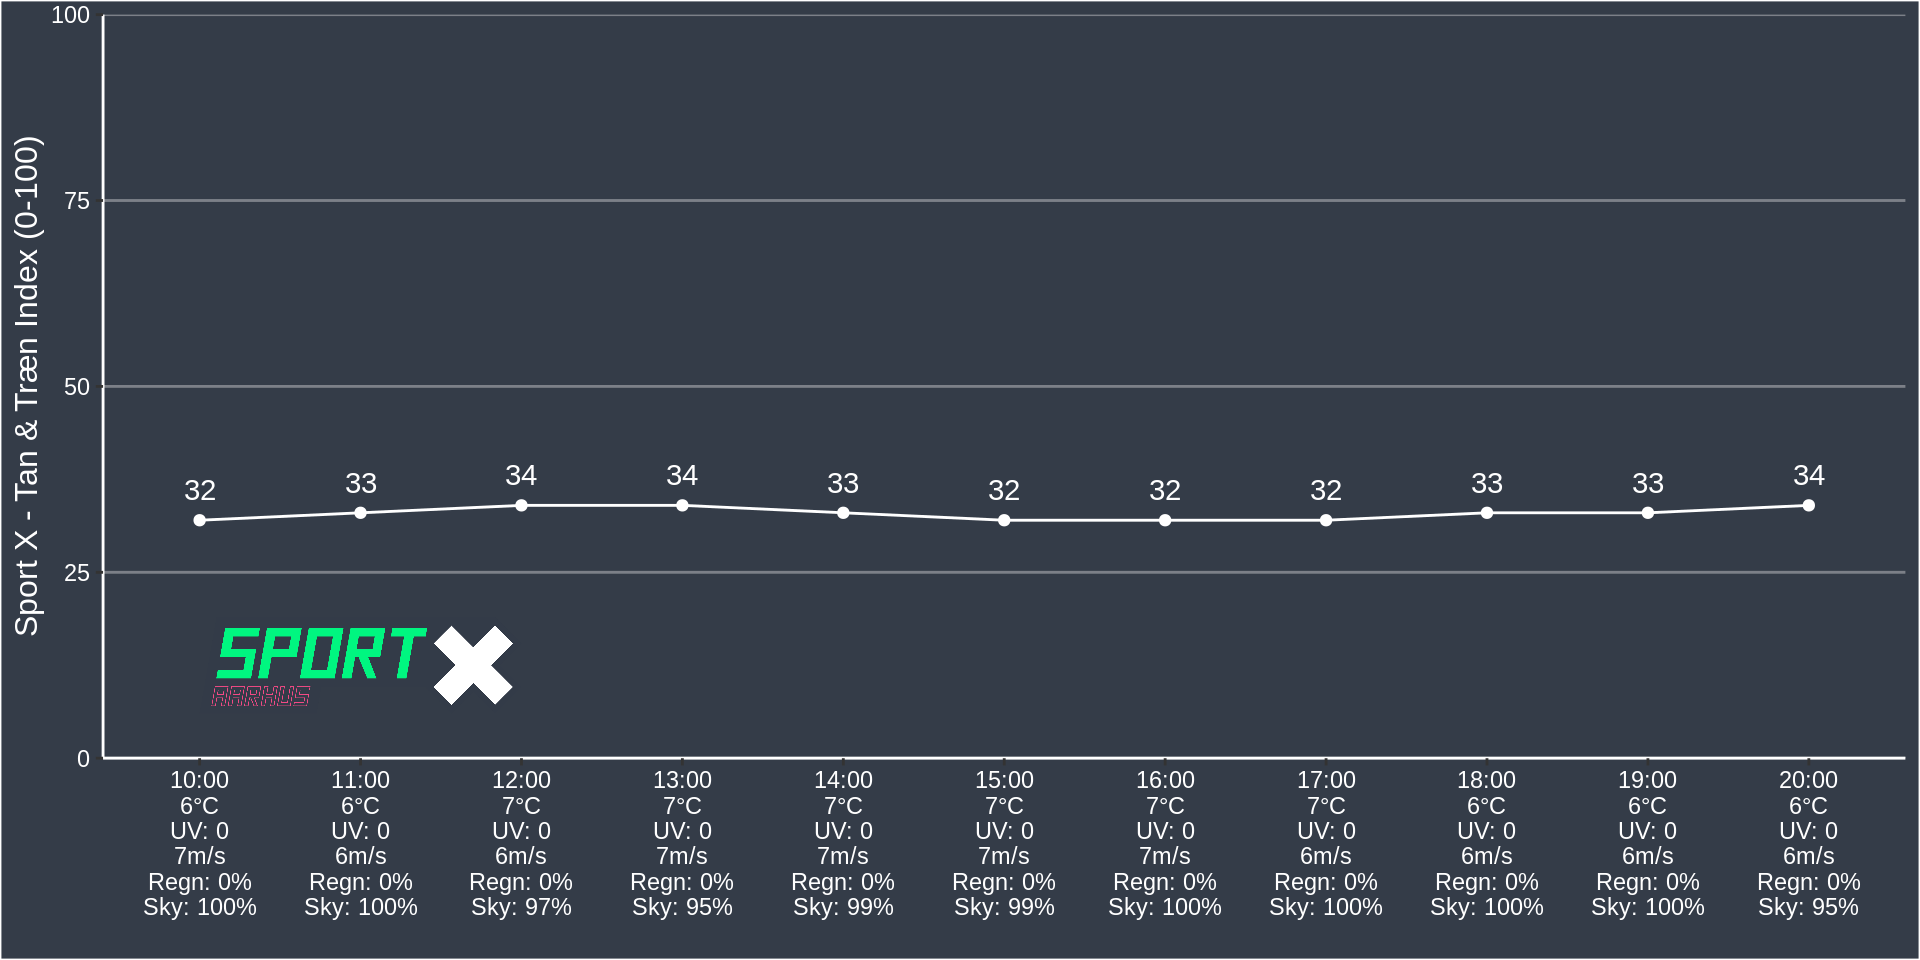 Sport X - Tan & Træn Index (0-100)
100
75
50
25
0
32 33 34 34 33 32 32 32 33 33 34
SPORT X
AARHUS
10:00 11:00 12:00 13:00 14:00 15:00 16:00 17:00 18:00 19:00 20:00
6°C 6°C 7°C 7°C 7°C 7°C 7°C 7°C 6°C 6°C 6°C
UV: 0 UV: 0 UV: 0 UV: 0 UV: 0 UV: 0 UV: 0 UV: 0 UV: 0 UV: 0 UV: 0
7m/s 6m/s 6m/s 7m/s 7m/s 7m/s 7m/s 6m/s 6m/s 6m/s 6m/s
Regn: 0% Regn: 0% Regn: 0% Regn: 0% Regn: 0% Regn: 0% Regn: 0% Regn: 0% Regn: 0% Regn: 0% Regn: 0%
Sky: 100% Sky: 100% Sky: 97% Sky: 95% Sky: 99% Sky: 99% Sky: 100% Sky: 100% Sky: 100% Sky: 100% Sky: 95%